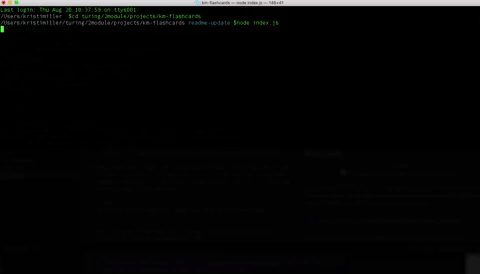 km-flashcards — node index.js — 148×41
Last login: Thu Aug 20 10:37:59 on ttys001
/Users/kristimiller $cd turing/2module/projects/km-flashcards
/Users/kristimiller/turing/2module/projects/km-flashcards readme-update $node index.js